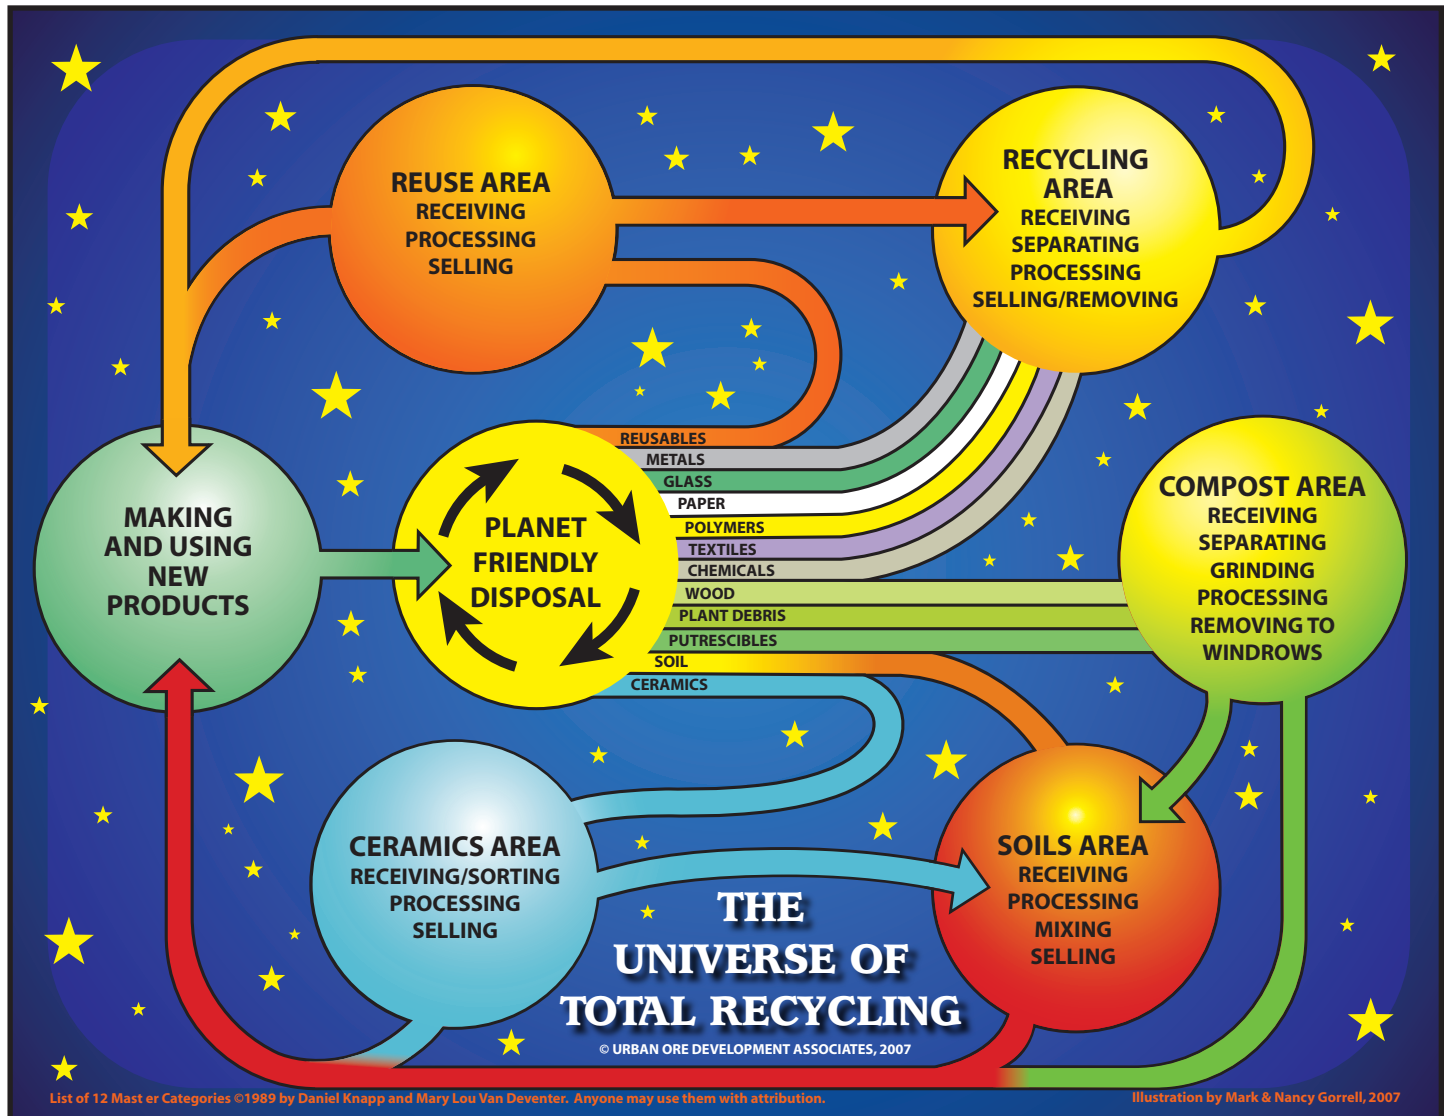 REUSE AREA
RECEIVING
PROCESSING
SELLING
RECYCLING
AREA
RECEIVING
SEPARATING
PROCESSING
SELLING/REMOVING
MAKING
AND USING
NEW
PRODUCTS
PLANET
FRIENDLY
DISPOSAL
REUSABLES
METALS
GLASS
PAPER
POLYMERS
TEXTILES
CHEMICALS
WOOD
PLANT DEBRIS
PUTRESCIBLES
SOIL
CERAMICS
COMPOST AREA
RECEIVING
SEPARATING
GRINDING
PROCESSING
REMOVING TO
WINDROWS
CERAMICS AREA
RECEIVING/SORTING
PROCESSING
SELLING
SOILS AREA
RECEIVING
PROCESSING
MIXING
SELLING
THE
UNIVERSE OF
TOTAL RECYCLING
© URBAN ORE DEVELOPMENT ASSOCIATES, 2007
List of 12 Mast er Categories ©1989 by Daniel Knapp and Mary Lou Van Deventer. Anyone may use them with attribution.
Illustration by Mark & Nancy Gorrell, 2007